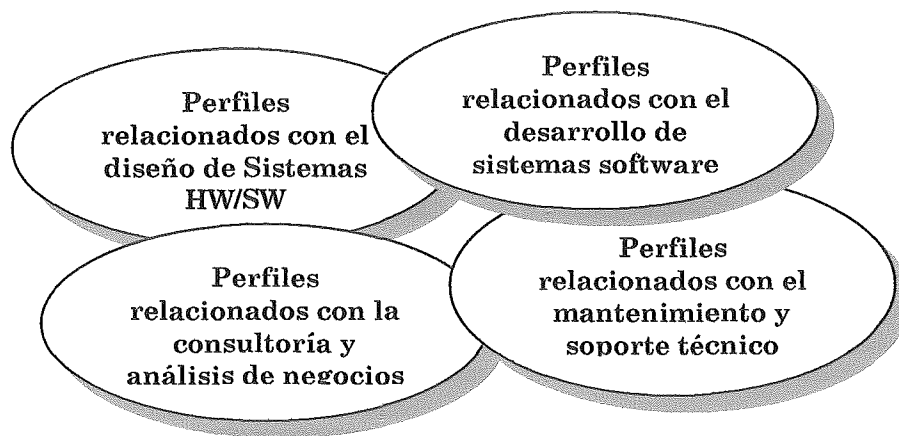 Perfiles
relacionados con el
diseño de Sistemas
HW/SW
Perfiles
relacionados con el
desarrollo de
sistemas software
Perfiles
relacionados con la
consultoría y
análisis de negocios
Perfiles
relacionados con el
mantenimiento y
soporte técnico